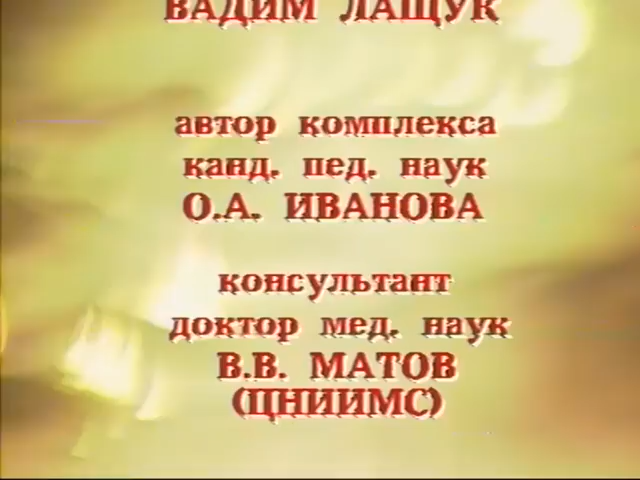 ВАДИМ ЛАЩУК
автор комплекса
канд. пед. наук
О.А. ИВАНОВА
консультант
доктор мед. наук
В.В. МАТОВ
(ЦНИИМС)